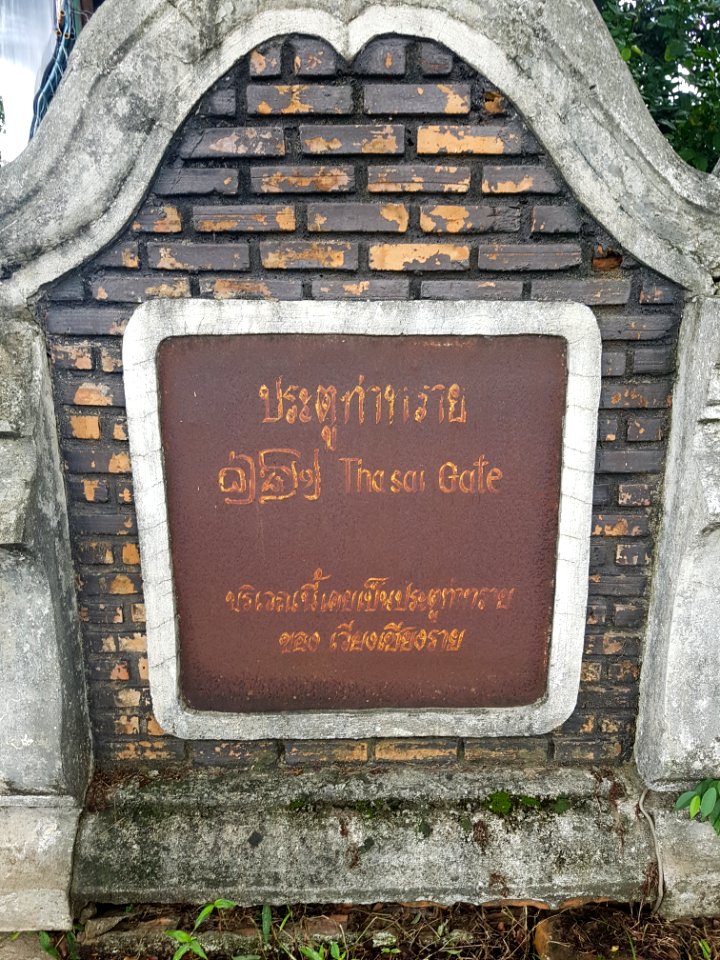 ประตูท่าทราย
Thasai Gate
บริเวณนี้เคยเป็นประตูท่าทราย
ของ เวียงเชียงราย